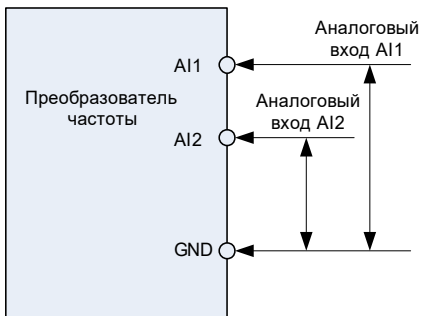 Аналоговый
вход AI1
AI1
Преобразователь
частоты
Аналоговый
вход AI2
AI2
GND